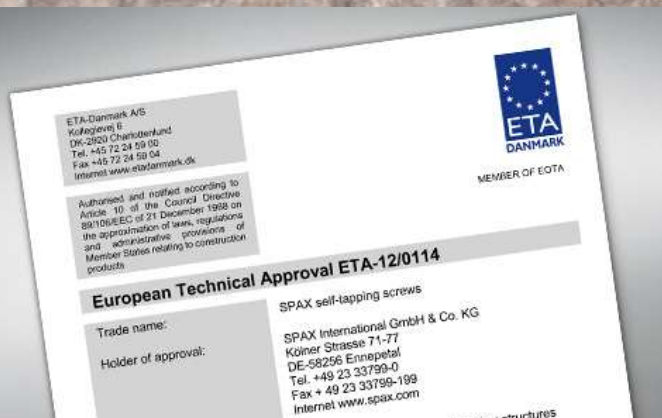 ETA-Danmark A/S
Kollegievej 6
DK-2920 Charlottenlund
Tel. +45 72 24 59 00
Fax +45 72 24 59 04
Internet www.etadanmark.dk
Authorised and notified according to
Article 10 of the Council Directive
89/106/EEC of 21 December 1988 on
the approximation of laws, regulations
and administrative provisions of
Member States relating to construction
products
ETA
DANMARK
MEMBER OF EOTA
European Technical Approval ETA-12/0114
Trade name:
SPAX self-tapping screws
Holder of approval:
SPAX International GmbH & Co. KG
Kölner Strasse 71-77
DE-58256 Ennepetal
Tel. +49 23 33799-0
Fax + 49 23 33799-199
Internet www.spax.com
structures